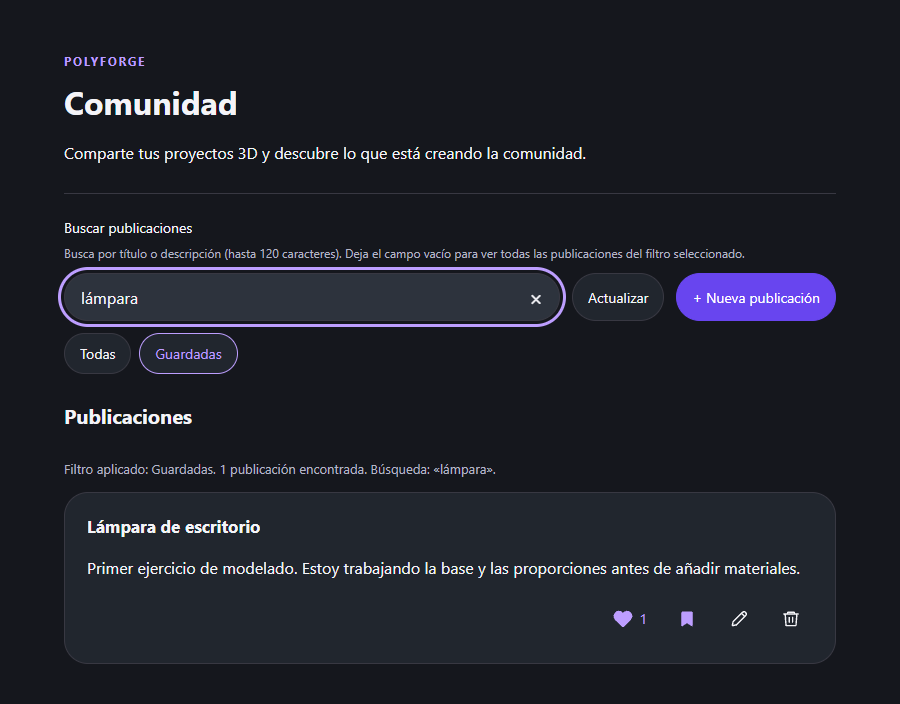 POLYFORGE
Comunidad
Comparte tus proyectos 3D y descubre lo que está creando la comunidad.
Buscar publicaciones
Busca por título o descripción (hasta 120 caracteres). Deja el campo vacío para ver todas las publicaciones del filtro seleccionado.
lámpara
Actualizar
+ Nueva publicación
Todas
Guardadas
Publicaciones
Filtro aplicado: Guardadas. 1 publicación encontrada. Búsqueda: «lámpara».
Lámpara de escritorio
Primer ejercicio de modelado. Estoy trabajando la base y las proporciones antes de añadir materiales.
1